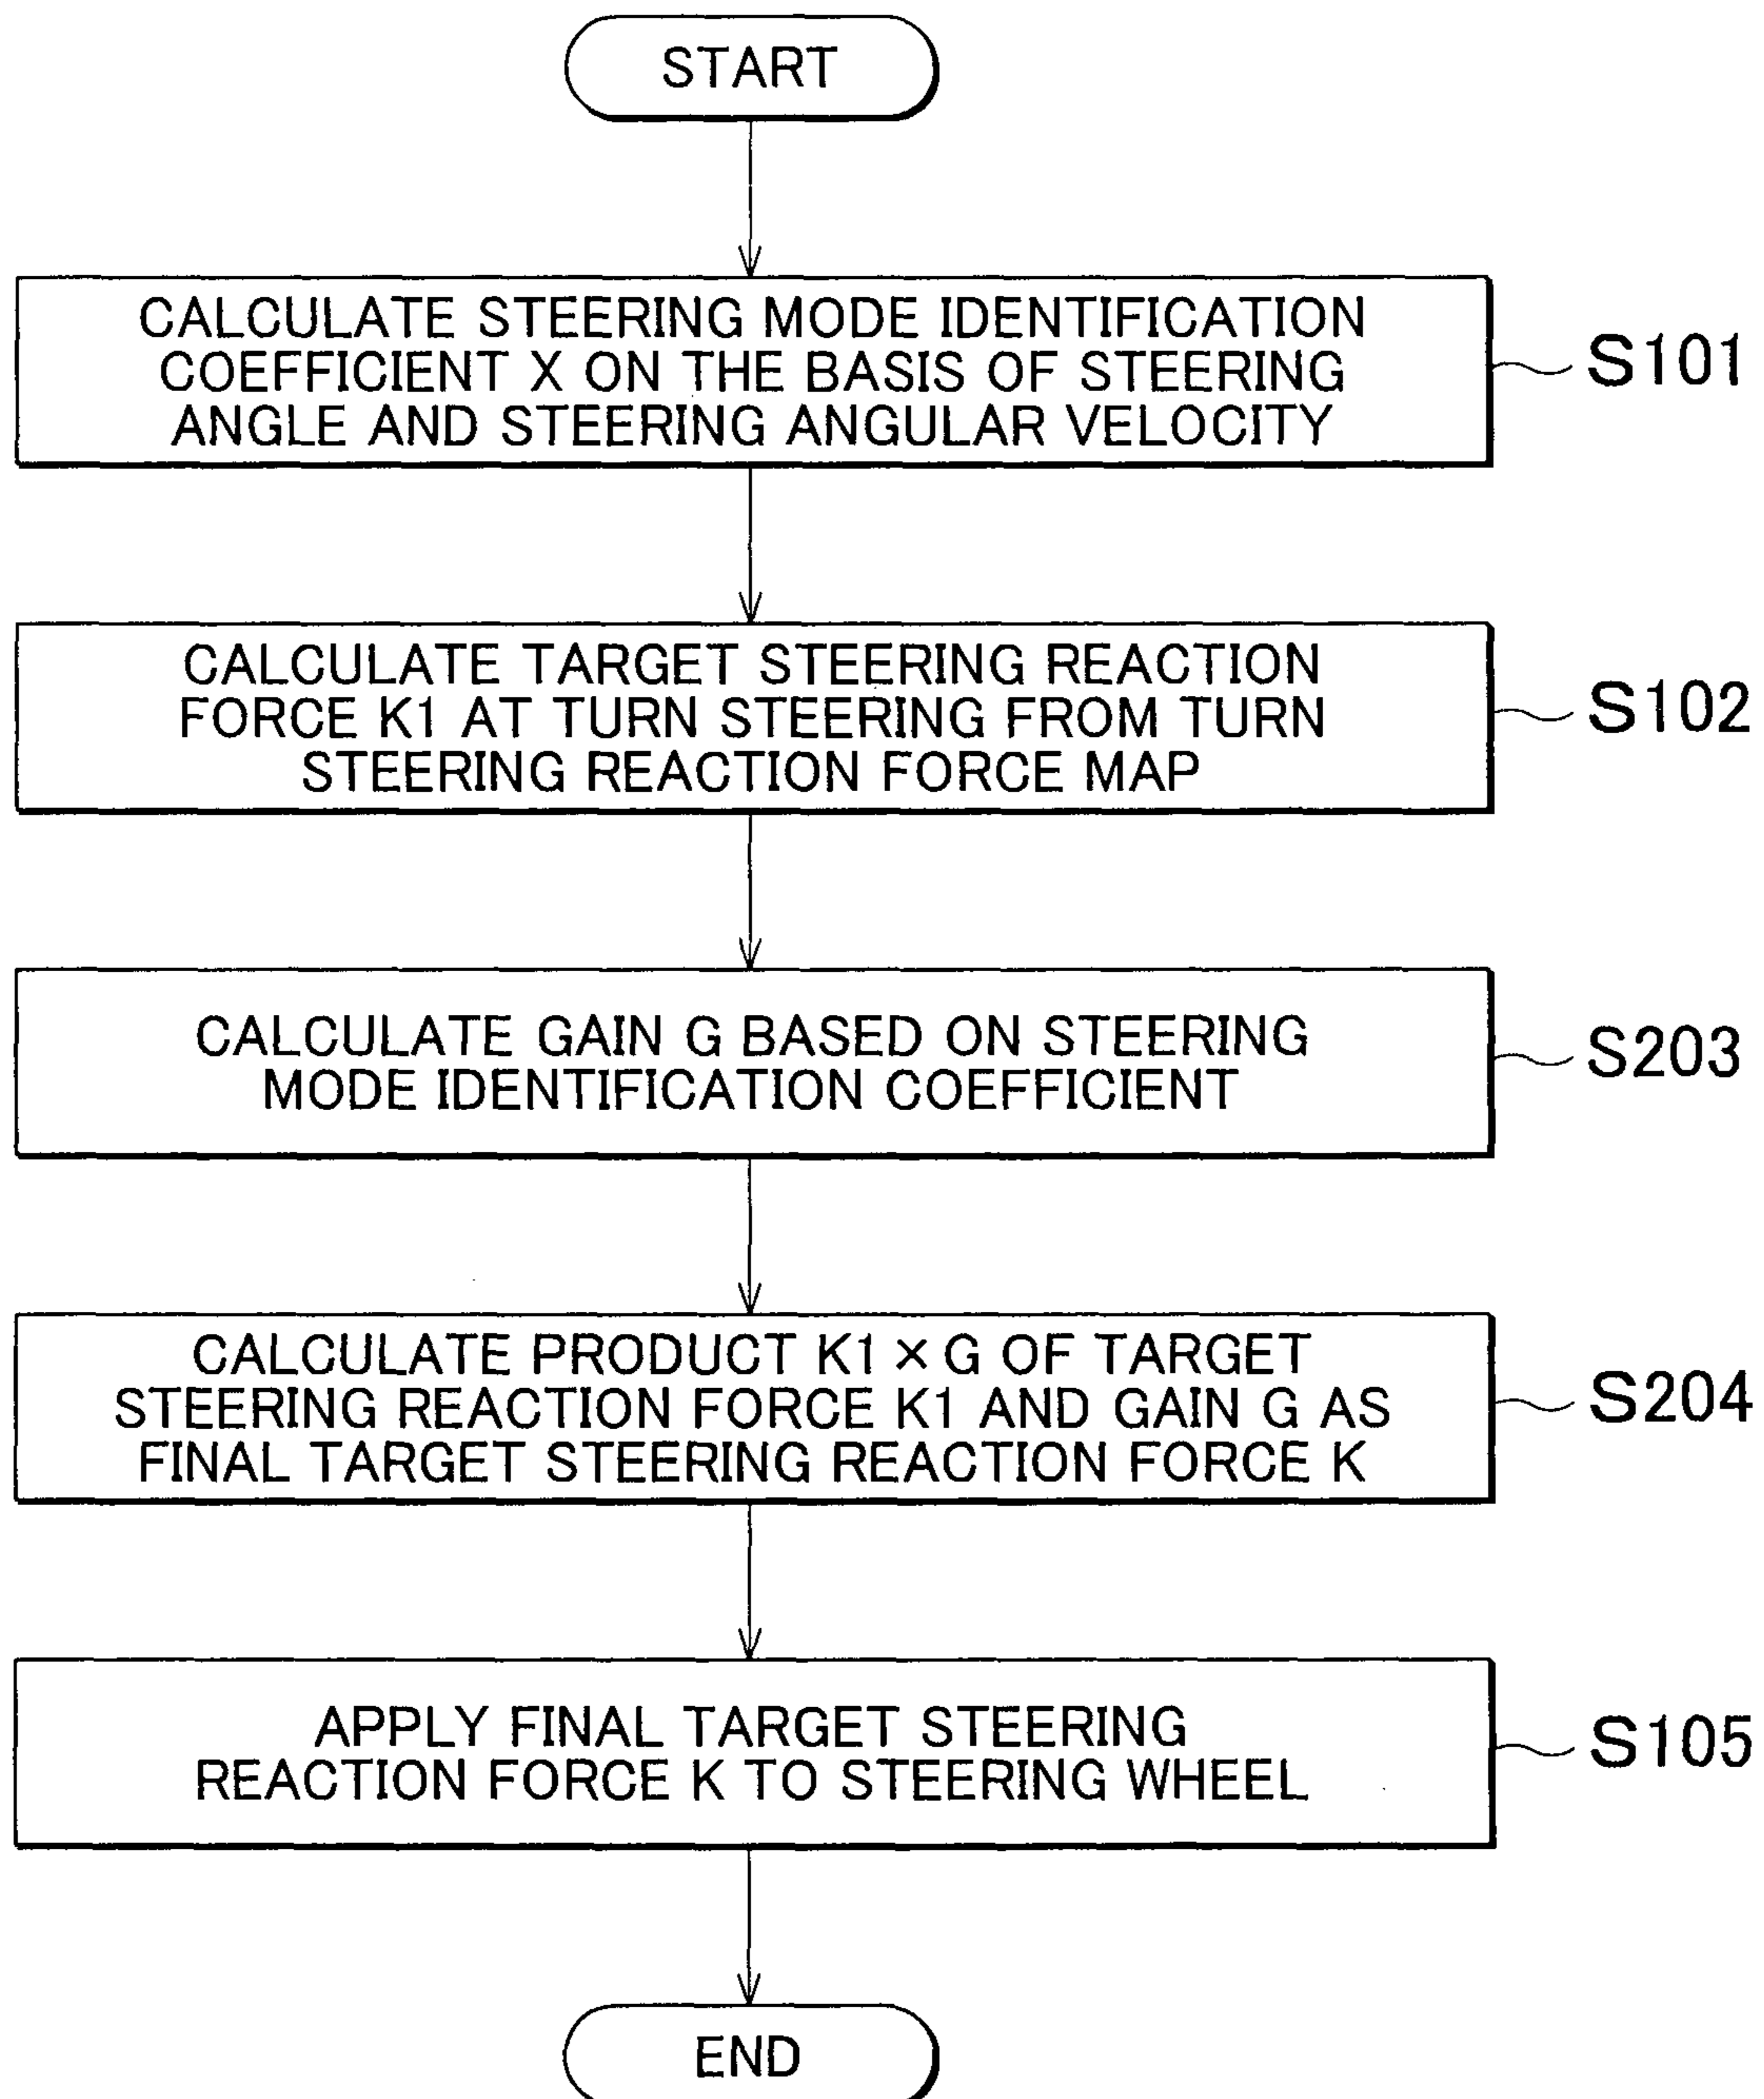 START
CALCULATE STEERING MODE IDENTIFICATION
COEFFICIENT X ON THE BASIS OF STEERING
ANGLE AND STEERING ANGULAR VELOCITY
S101
CALCULATE TARGET STEERING REACTION
FORCE K1 AT TURN STEERING FROM TURN
STEERING REACTION FORCE MAP
S102
CALCULATE GAIN G BASED ON STEERING
MODE IDENTIFICATION COEFFICIENT
S203
CALCULATE PRODUCT K1 × G OF TARGET
STEERING REACTION FORCE K1 AND GAIN G AS
FINAL TARGET STEERING REACTION FORCE K
S204
APPLY FINAL TARGET STEERING
REACTION FORCE K TO STEERING WHEEL
S105
END